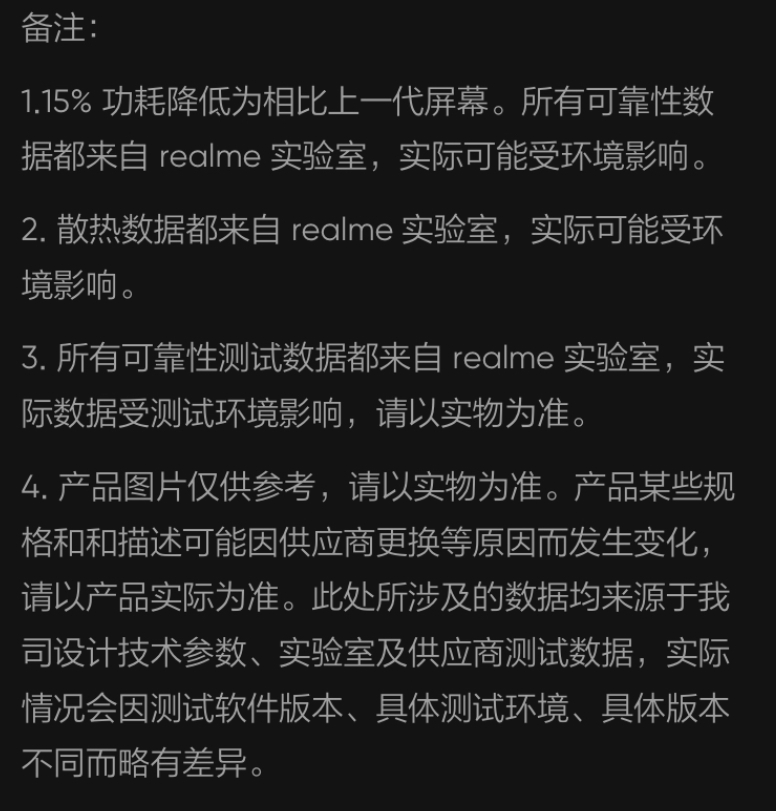 备注：
1.15% 功耗降低为相比上一代屏幕。所有可靠性数
据都来自 realme 实验室，实际可能受环境影响。
2. 散热数据都来自 realme 实验室，实际可能受环
境影响。
3. 所有可靠性测试数据都来自 realme 实验室，实
际数据受测试环境影响，请以实物为准。
4. 产品图片仅供参考，请以实物为准。产品某些规
格和和描述可能因供应商更换等原因而发生变化，
请以产品实际为准。此处所涉及的数据均来源于我
司设计技术参数、实验室及供应商测试数据，实际
情况会因测试软件版本、具体测试环境、具体版本
不同而略有差异。